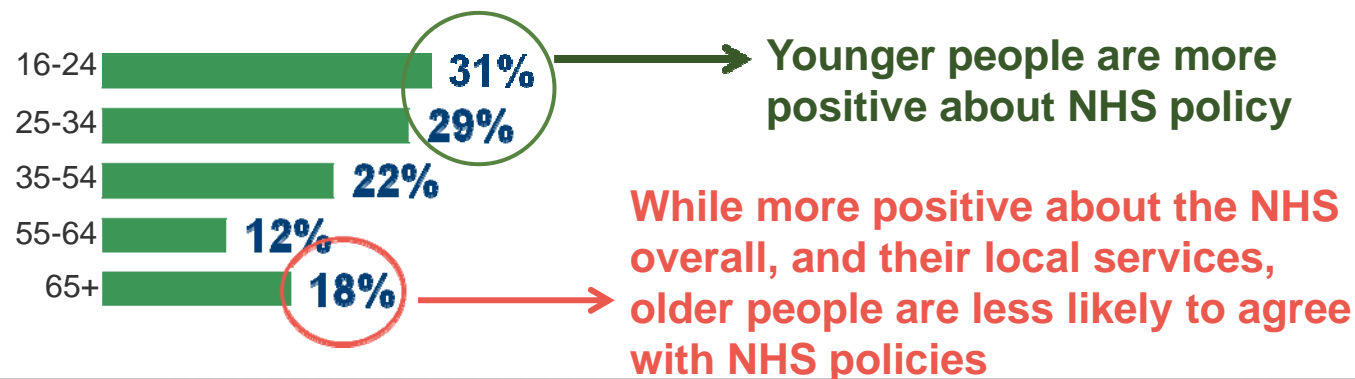 16-24 31%
25-34 29%
35-54 22%
55-64 12%
65+ 18%
Younger people are more
positive about NHS policy
While more positive about the NHS
overall, and their local services,
older people are less likely to agree
with NHS policies